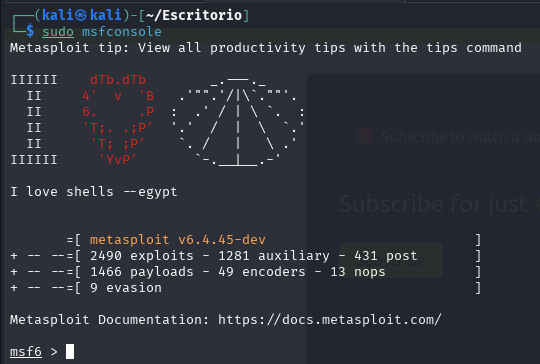 ┌──(kali㉿kali)-[~/Escritorio]
└─$ sudo msfconsole
Metasploit tip: View all productivity tips with the tips command

IIIIII    dTb.dTb        _.---._
  II     4'  v  'B   .'"".'/|\`.""'.
  II     6.     .P  :  .' / | \ `.  :
  II     'T;. .;P'  '.'  /  |  \  `.'
  II      'T; ;P'    `. /   |   \ .'
IIIIII     'YvP'       `-.__|__.-'

I love shells --egypt

       =[ metasploit v6.4.45-dev                          ]
+ -- --=[ 2490 exploits - 1281 auxiliary - 431 post       ]
+ -- --=[ 1466 payloads - 49 encoders - 13 nops           ]
+ -- --=[ 9 evasion                                       ]

Metasploit Documentation: https://docs.metasploit.com/

msf6 >
Subscribe to watch a
Subscribe for just